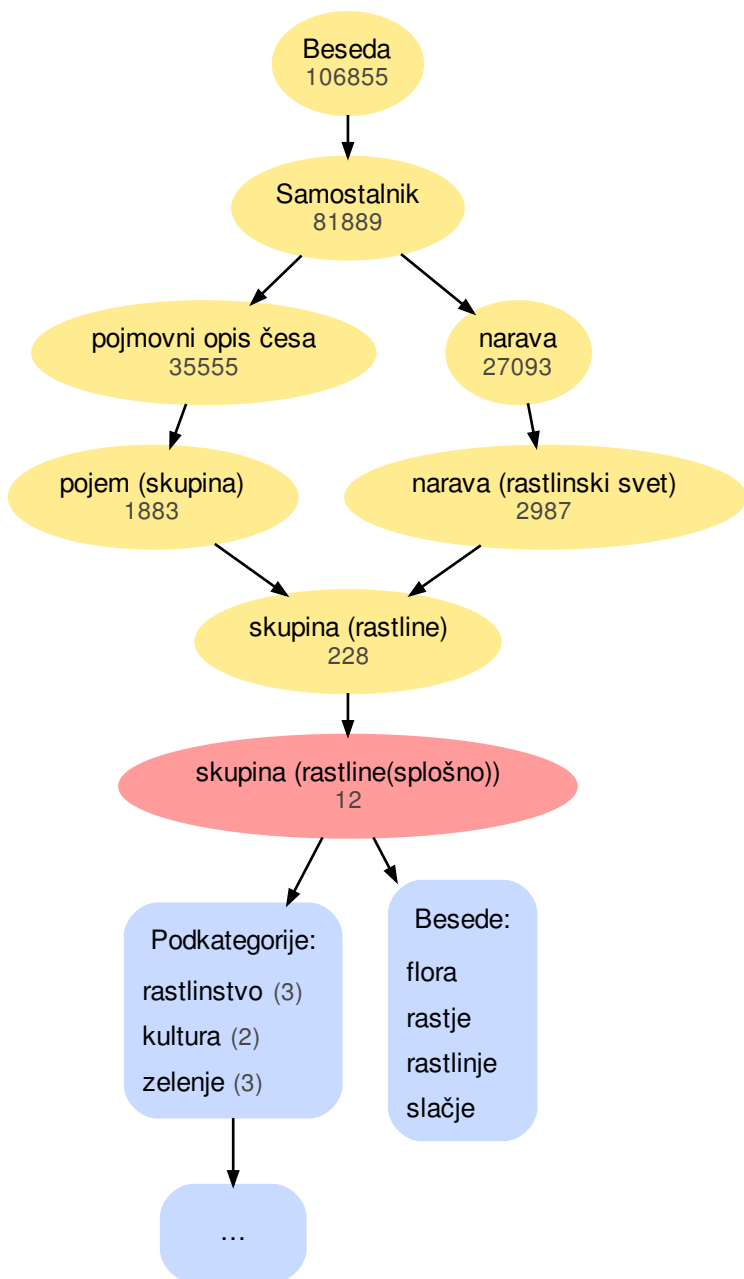 Beseda
106855
Samostalnik
81889
pojmovni opis česa
35555
narava
27093
pojem (skupina)
1883
narava (rastlinski svet)
2987
skupina (rastline)
228
skupina (rastline(splošno))
12
Podkategorije:
rastlinstvo (3)
kultura (2)
zelenje (3)
Besede:
flora
rastje
rastlinje
slačje
...